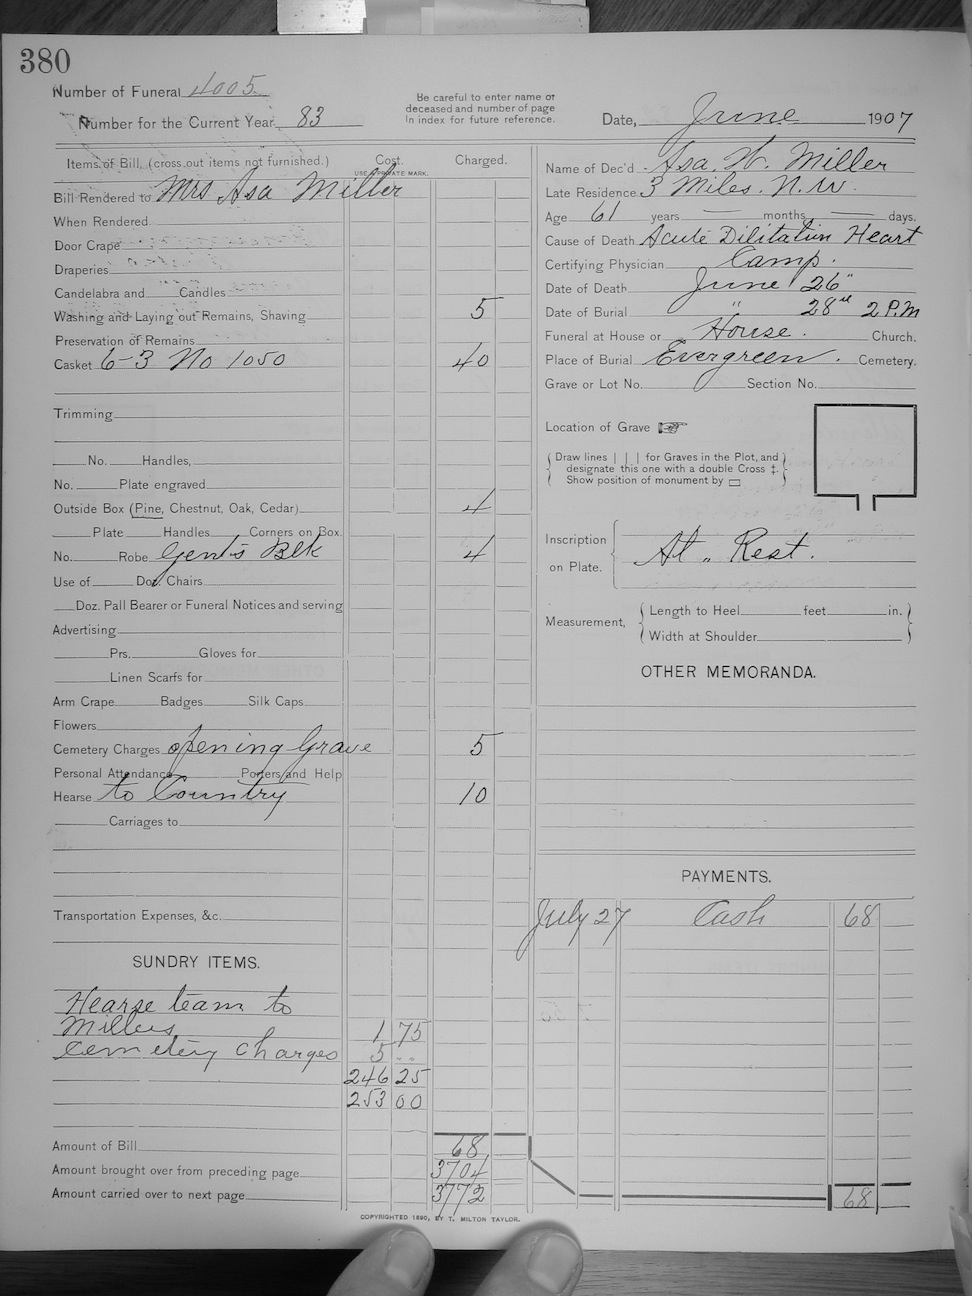 380
Number of Funeral 4005
Number for the Current Year 83
Be careful to enter name of
deceased and number of page
in index for future reference.
Date, June 1907
Items of Bill, (cross out items not furnished.) Cost. Charged.
USE A PRIVATE MARK.
Bill Rendered to Mrs Asa Miller
When Rendered
Door Crape
Draperies
Candelabra and Candles
Washing and Laying out Remains, Shaving 5
Preservation of Remains
Casket 6-3 No 1050 40
Trimming
No. Handles,
No. Plate engraved
Outside Box (Pine, Chestnut, Oak, Cedar) 4
Plate Handles Corners on Box.
No. Robe Gent's Blk 4
Use of Doz. Chairs
Doz. Pall Bearer or Funeral Notices and serving
Advertising
Prs. Gloves for
Linen Scarfs for
Arm Crape Badges Silk Caps
Flowers
Cemetery Charges opening Grave 5
Personal Attendance Porters and Help
Hearse to Country 10
Carriages to
Transportation Expenses, &c.
SUNDRY ITEMS.
Hearse team to
Millers 1 75
Cemetery Charges 5 ..
246 25
253 00
Amount of Bill 68
Amount brought over from preceding page 3704
Amount carried over to next page 3772
Name of Dec'd Asa, W. Miller
Late Residence 3 Miles. N.W.
Age 61 years — months — days.
Cause of Death Acute Dilitation Heart
Certifying Physician Camp.
Date of Death June 26"
Date of Burial " 28" 2 P.M
Funeral at House or House. Church.
Place of Burial Evergreen. Cemetery.
Grave or Lot No. Section No.
Location of Grave ☞
Draw lines | | | for Graves in the Plot, and
designate this one with a double Cross ‡.
Show position of monument by ▭
Inscription
on Plate. At .. Rest.
Measurement, Length to Heel feet in.
Width at Shoulder
OTHER MEMORANDA.
PAYMENTS.
July 27 Cash 68
68
COPYRIGHTED 1890, BY T. MILTON TAYLOR.